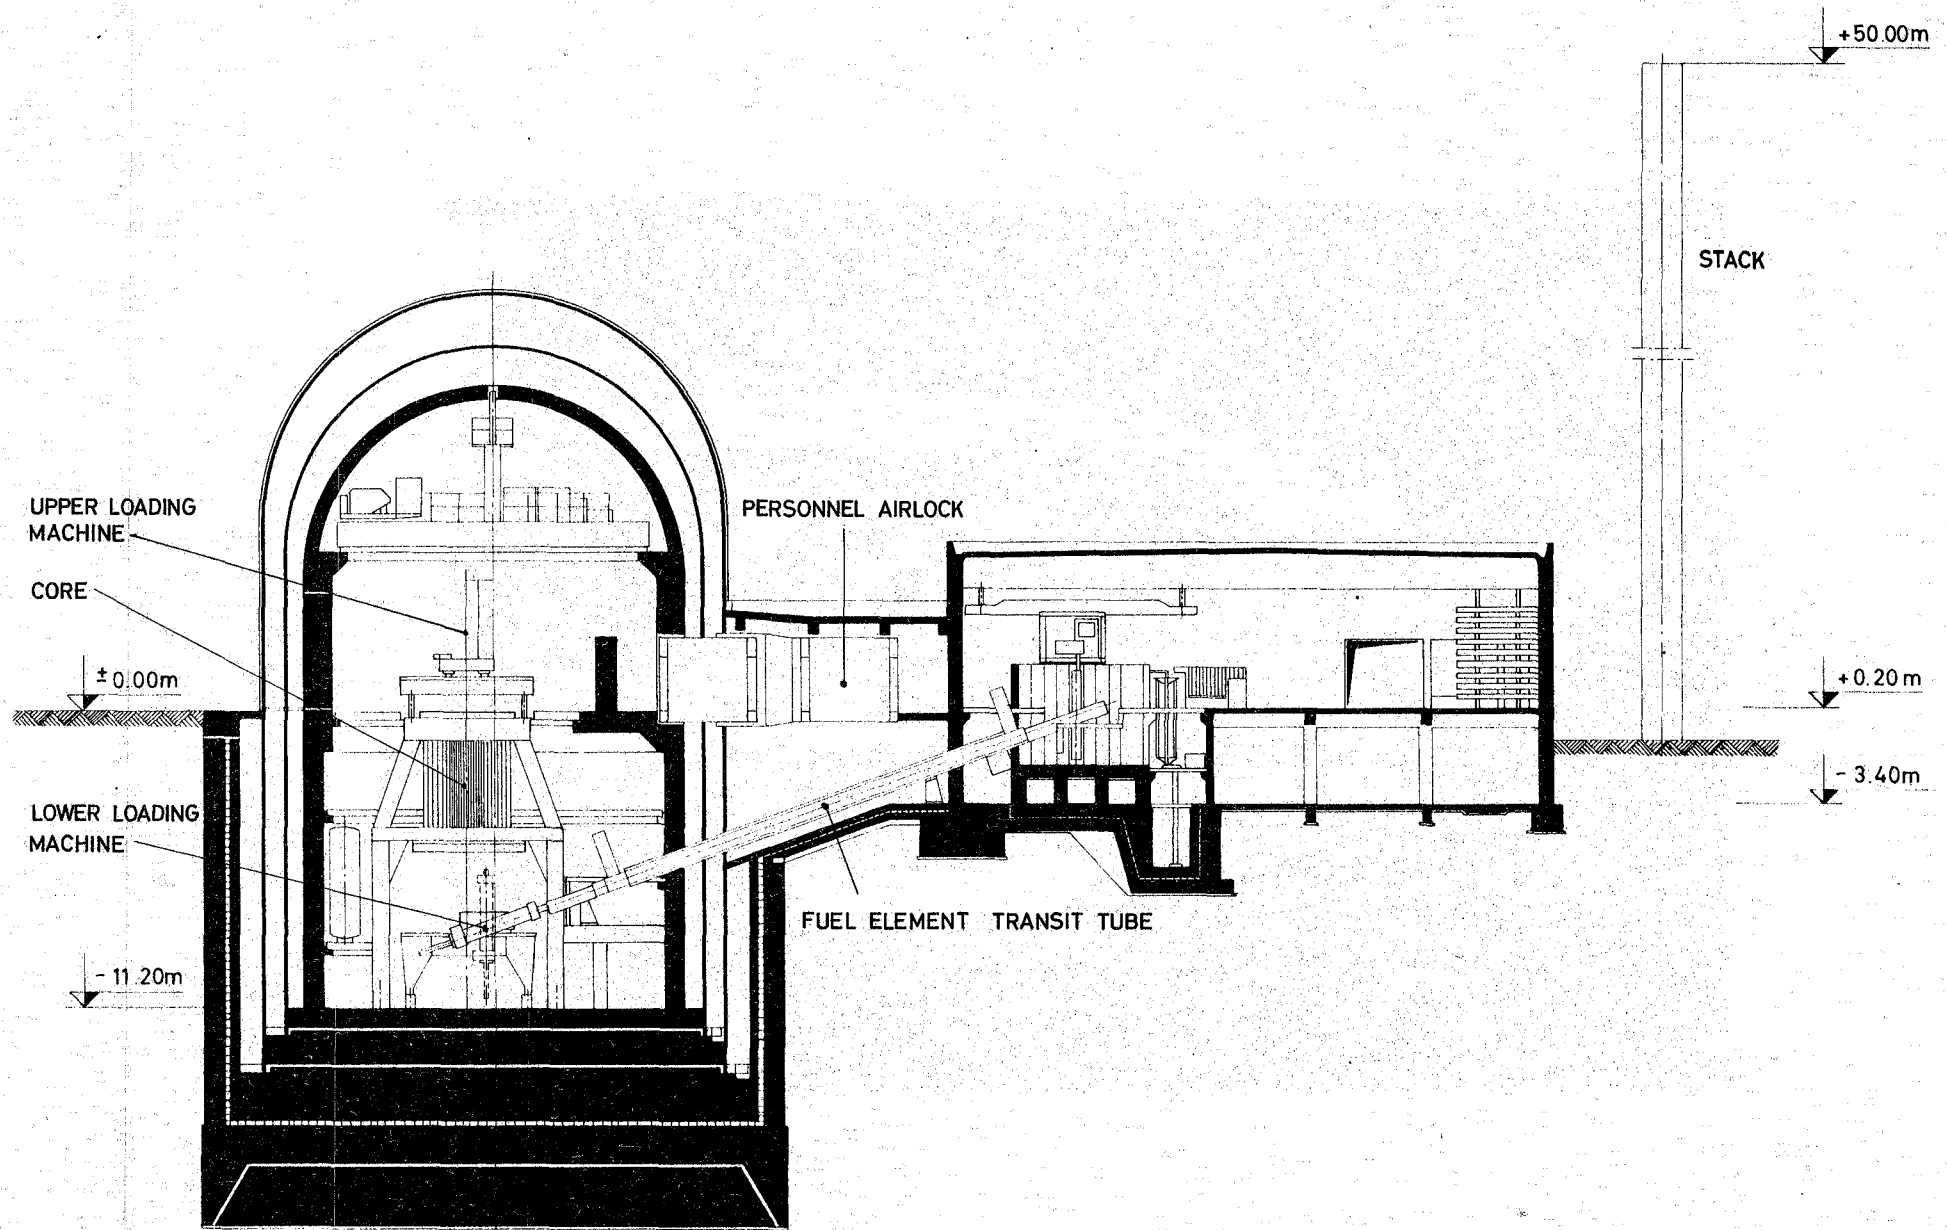 +50.00m
STACK
UPPER LOADING
MACHINE
PERSONNEL AIRLOCK
CORE
± 0.00m
+0.20m
- 3.40m
LOWER LOADING
MACHINE
FUEL ELEMENT TRANSIT TUBE
- 11.20m